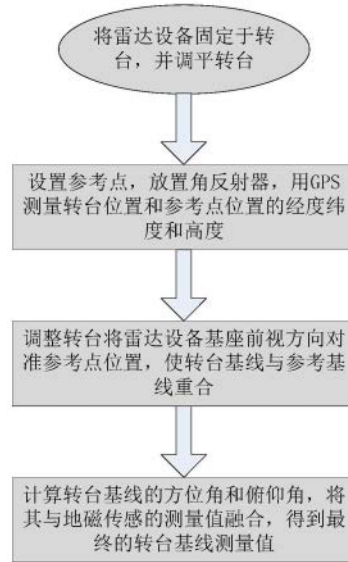 将雷达设备固定于转
台，并调平转台
设置参考点，放置角反射器，用GPS
测量转台位置和参考点位置的经度纬
度和高度
调整转台将雷达设备基座前视方向对
准参考点位置，使转台基线与参考基
线重合
计算转台基线的方位角和俯仰角，将
其与地磁传感的测量值融合，得到最
终的转台基线测量值